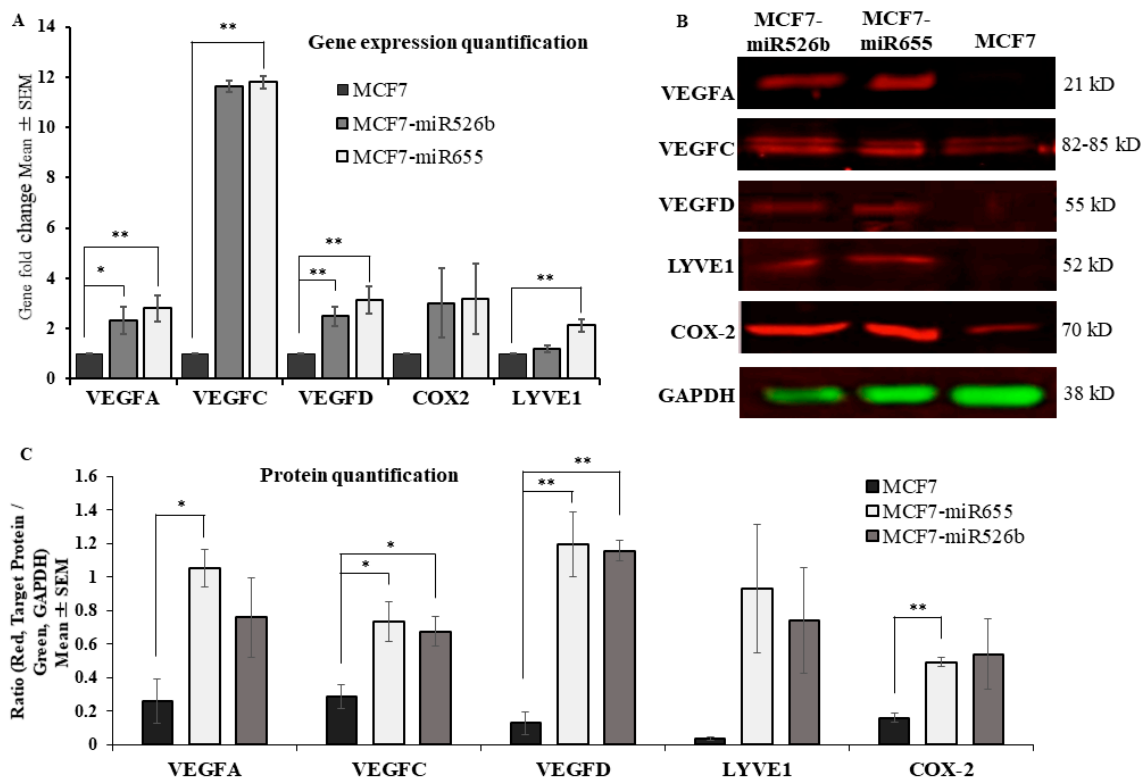 A
Gene expression quantification
Gene fold change Mean ± SEM
14
12
10
8
6
4
2
0
**
MCF7
MCF7-miR526b
MCF7-miR655
**
*
**
**
**
VEGFA VEGFC VEGFD COX2 LYVE1
B
MCF7-
miR526b
MCF7-
miR655
MCF7
VEGFA 21 kD
VEGFC 82-85 kD
VEGFD 55 kD
LYVE1 52 kD
COX-2 70 kD
GAPDH 38 kD
C
Protein quantification
Ratio (Red, Target Protein /
Green, GAPDH)
Mean ± SEM
1.6
1.4
1.2
1
0.8
0.6
0.4
0.2
0
*
*
*
**
**
**
MCF7
MCF7-miR655
MCF7-miR526b
VEGFA VEGFC VEGFD LYVE1 COX-2